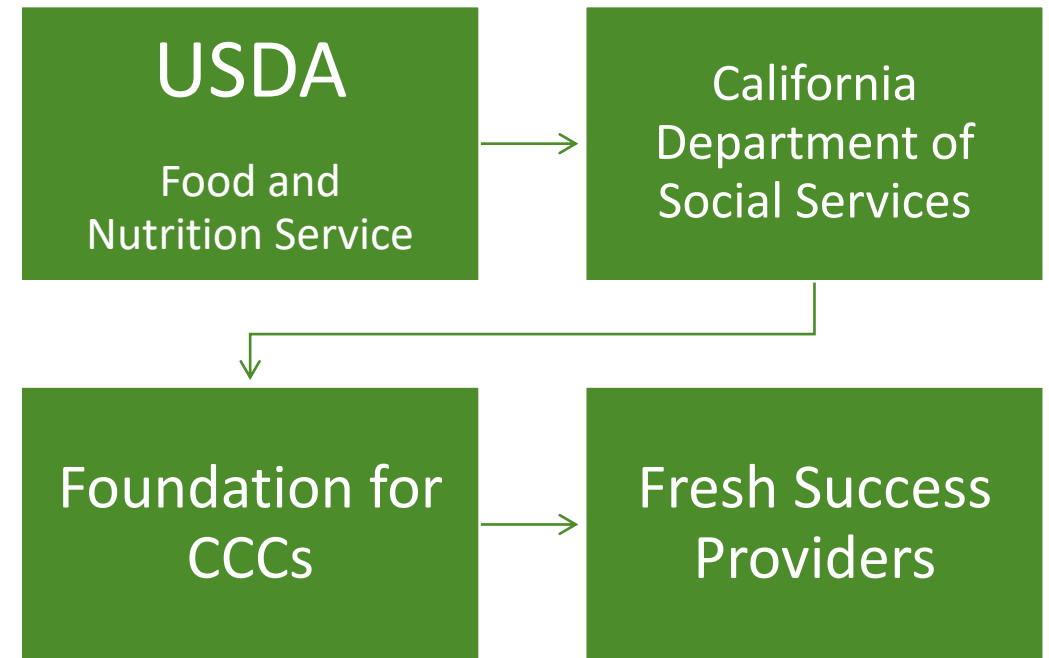 USDA
Food and
Nutrition Service
California
Department of
Social Services
Foundation for
CCCs
Fresh Success
Providers